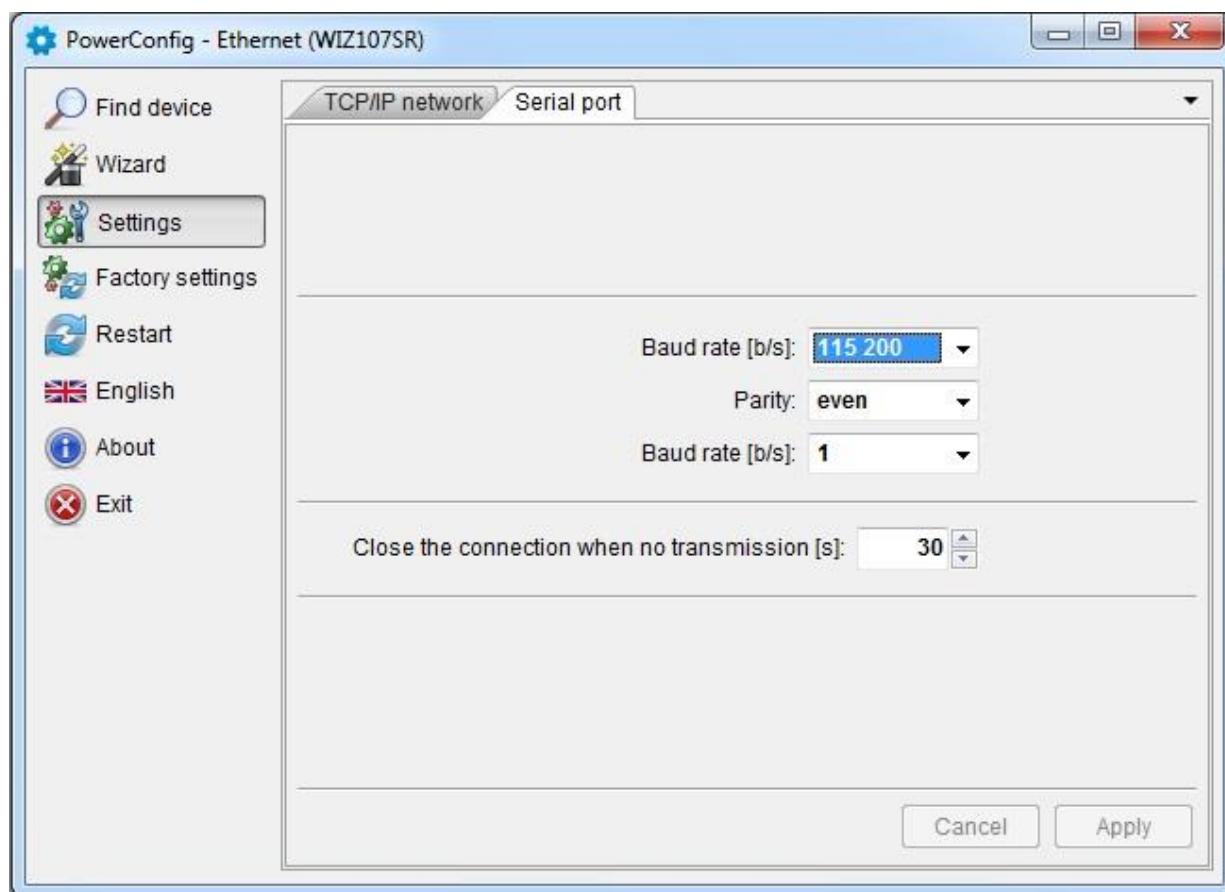 PowerConfig - Ethernet (WIZ107SR)
Find device
Wizard
Settings
Factory settings
Restart
English
About
Exit
TCP/IP network Serial port
Baud rate [b/s]: 115 200
Parity: even
Baud rate [b/s]: 1
Close the connection when no transmission [s]: 30
Cancel Apply